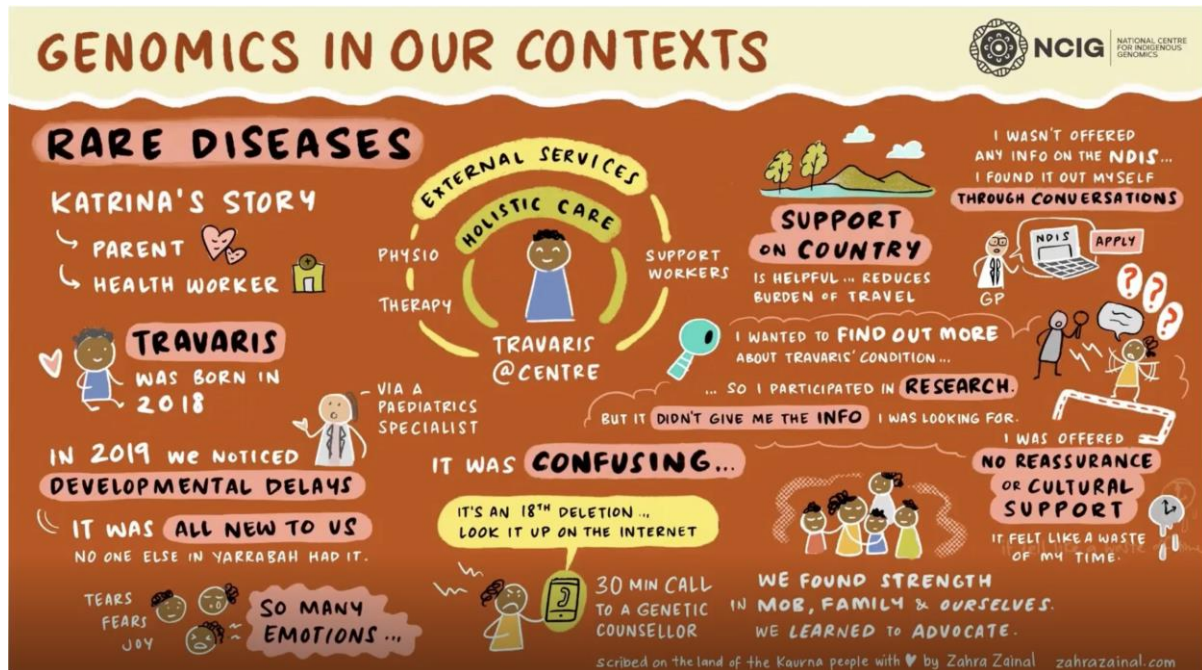 GENOMICS IN OUR CONTEXTS
NCIG
NATIONAL CENTRE
FOR INDIGENOUS
GENOMICS
RARE DISEASES
KATRINA'S STORY
PARENT
HEALTH WORKER
TRAVARIS
WAS BORN IN
2018
VIA A
PAEDIATRICS
SPECIALIST
IN 2019 WE NOTICED
DEVELOPMENTAL DELAYS
IT WAS ALL NEW TO US
NO ONE ELSE IN YARRABAH HAD IT.
TEARS
FEARS
JOY
SO MANY
EMOTIONS...
EXTERNAL SERVICES
HOLISTIC CARE
PHYSIO
THERAPY
SUPPORT
WORKERS
TRAVARIS
@CENTRE
IT WAS CONFUSING...
IT'S AN 18TH DELETION...
LOOK IT UP ON THE INTERNET
30 MIN CALL
TO A GENETIC
COUNSELLOR
SUPPORT
ON COUNTRY
IS HELPFUL... REDUCES
BURDEN OF TRAVEL
I WASN'T OFFERED
ANY INFO ON THE NDIS...
I FOUND IT OUT MYSELF
THROUGH CONVERSATIONS
NDIS
APPLY
GP
I WANTED TO FIND OUT MORE
ABOUT TRAVARIS' CONDITION...
... SO I PARTICIPATED IN RESEARCH.
BUT IT DIDN'T GIVE ME THE INFO I WAS LOOKING FOR.
I WAS OFFERED
NO REASSURANCE
OR CULTURAL
SUPPORT
IT FELT LIKE A WASTE
OF MY TIME.
WE FOUND STRENGTH
IN MOB, FAMILY & OURSELVES.
WE LEARNED to ADVOCATE.
scribed on the land of the Kaurna people with ♥ by Zahra Zainal zahrazainal.com